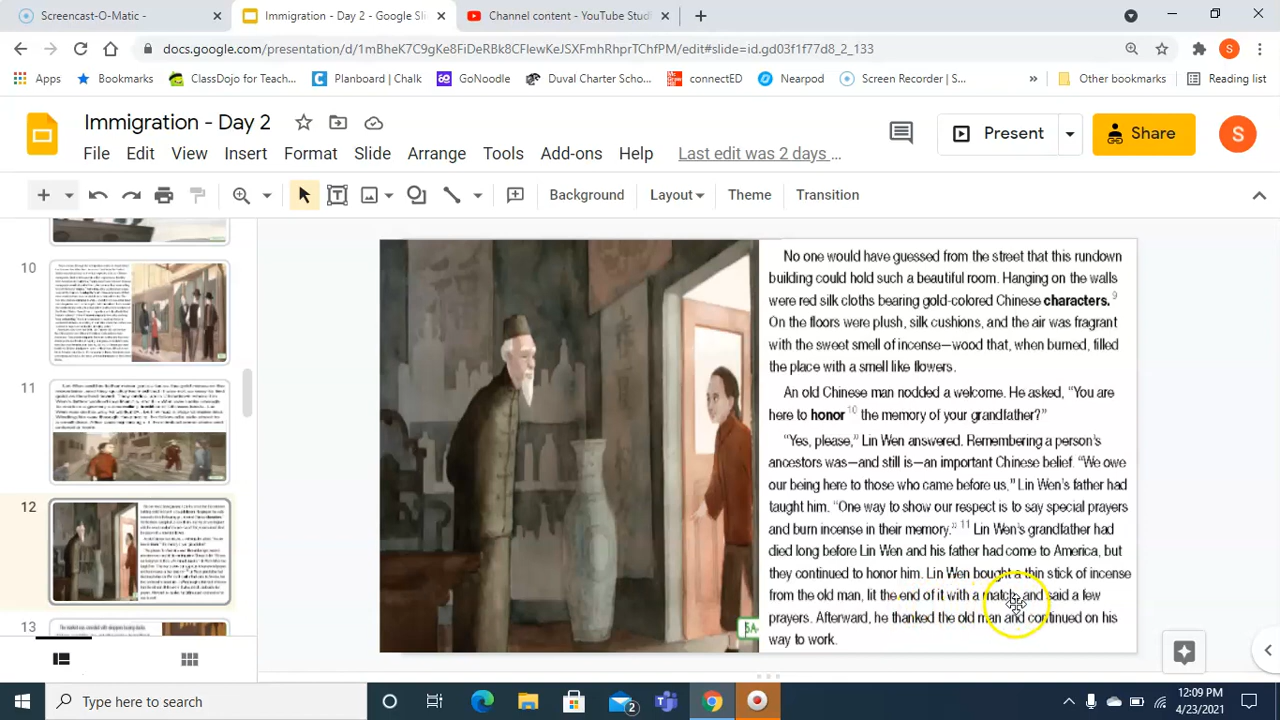 Screencast-O-Matic
Immigration - Day 2 - Google Sli
Channel content - YouTube Stud
docs.google.com/presentation/d/1mBheK7C9gKe8FiDeRBk8CFIewKeJSXFmhRhprTChfPM/edit#slide=id.gd03f1f77d8_2_133
S
Apps
Bookmarks
ClassDojo for Teach...
Planboard | Chalk
GoNoodle
Duval Charter Scho...
connectED
Nearpod
Screen Recorder | S...
Other bookmarks
Reading list
Immigration - Day 2
Present
Share
S
File Edit View Insert Format Slide Arrange Tools Add-ons Help Last edit was 2 days ...
Background Layout Theme Transition
10
11
12
13
No one would have guessed from the street that this rundown
building could hold such a beautiful room. Hanging on the walls
were red silk cloths bearing gold-colored Chinese characters. 9
floors were plush, silk cushions, and the air was fragrant
with the sweet smell of incense—wood that, when burned, filled
the place with a smell like flowers.
An old Chinese man nodded a welcome. He asked, "You are
here to honor the memory of your grandfather?"
"Yes, please," Lin Wen answered. Remembering a person's
ancestors was—and still is—an important Chinese belief. "We owe
our being here to those who came before us," Lin Wen's father had
taught him. "One way to show our respect is to say special prayers
and burn incense in their memory." 11 Lin Wen's grandfather had
died long before Lin Wen and his father had come to America, but
they continued to honor him. Lin Wen bought a thin stick of incense
from the old man, lit the end of it with a match, and said a few
he thanked the old man and continued on his
way to work.
5A
Type here to search
2
12:09 PM
4/23/2021